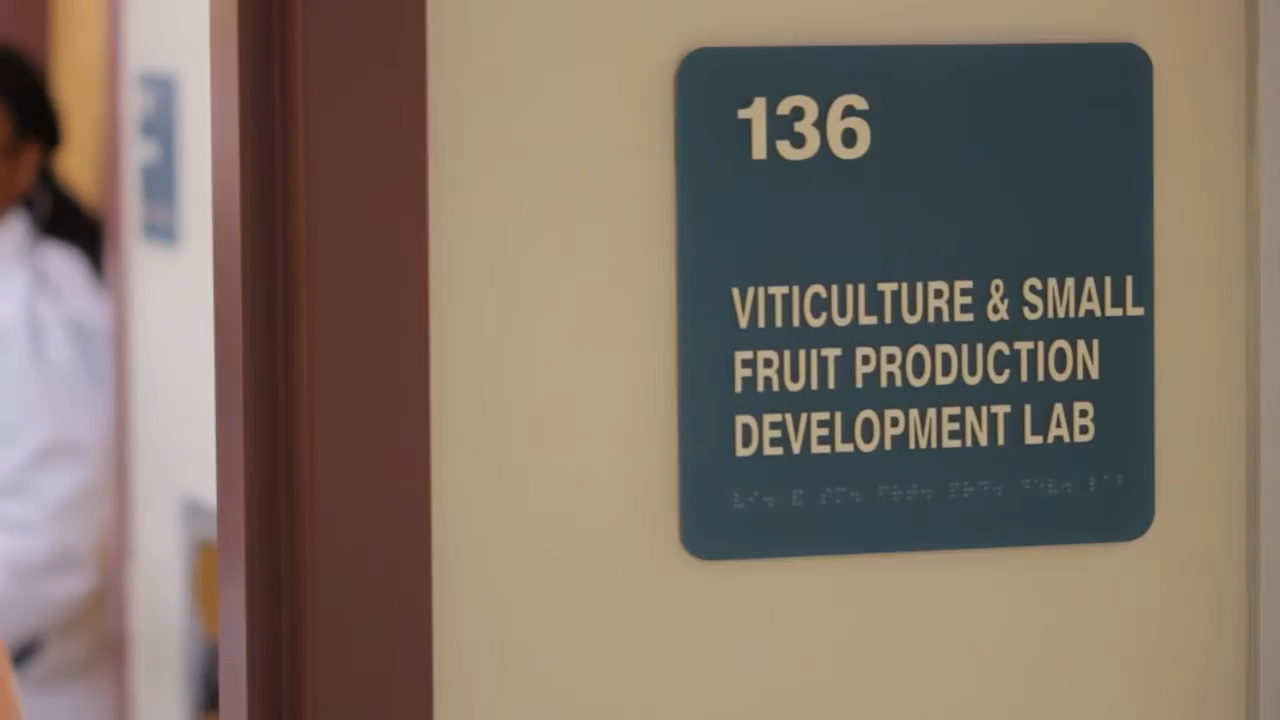 136
VITICULTURE & SMALL
FRUIT PRODUCTION
DEVELOPMENT LAB